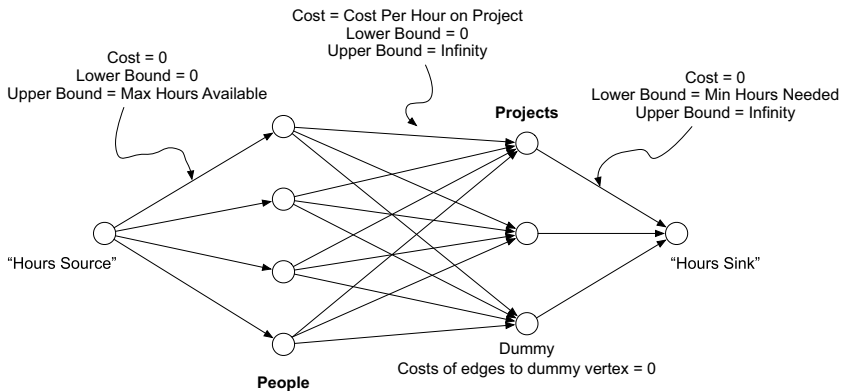 Cost = Cost Per Hour on Project
Lower Bound = 0
Upper Bound = Infinity
Cost = 0
Lower Bound = 0
Upper Bound = Max Hours Available
Cost = 0
Lower Bound = Min Hours Needed
Upper Bound = Infinity
Projects
“Hours Source”
“Hours Sink”
Dummy
Costs of edges to dummy vertex = 0
People